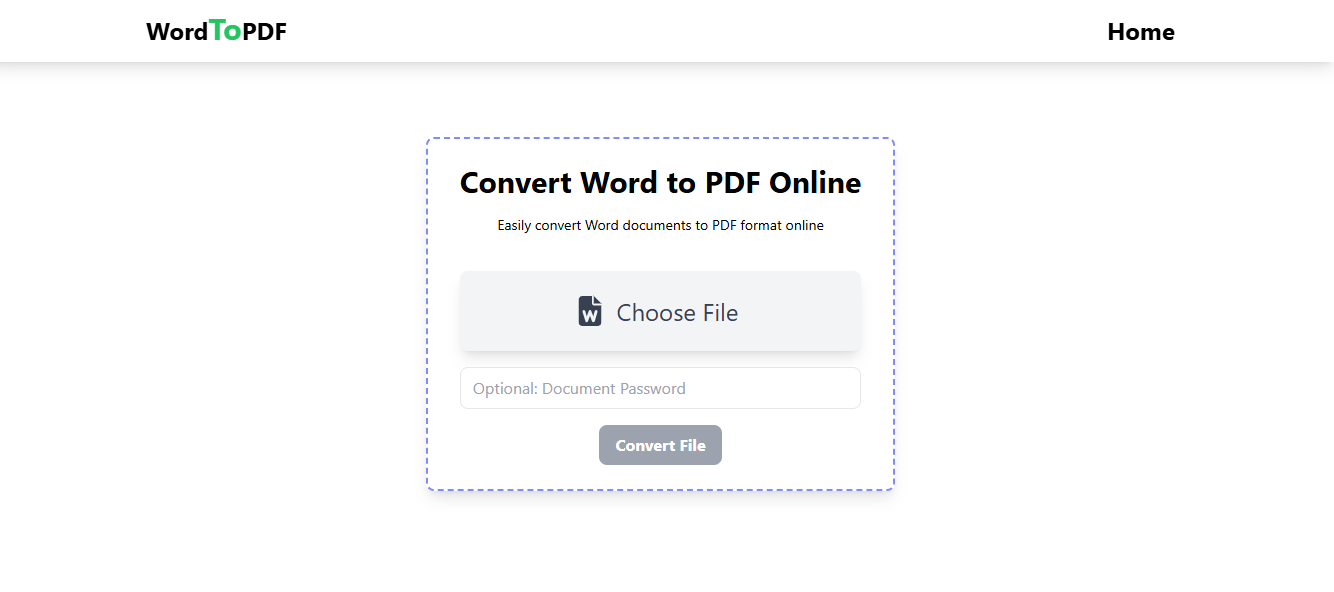 WordToPDF
Home
Convert Word to PDF Online
Easily convert Word documents to PDF format online
W Choose File
Optional: Document Password
Convert File